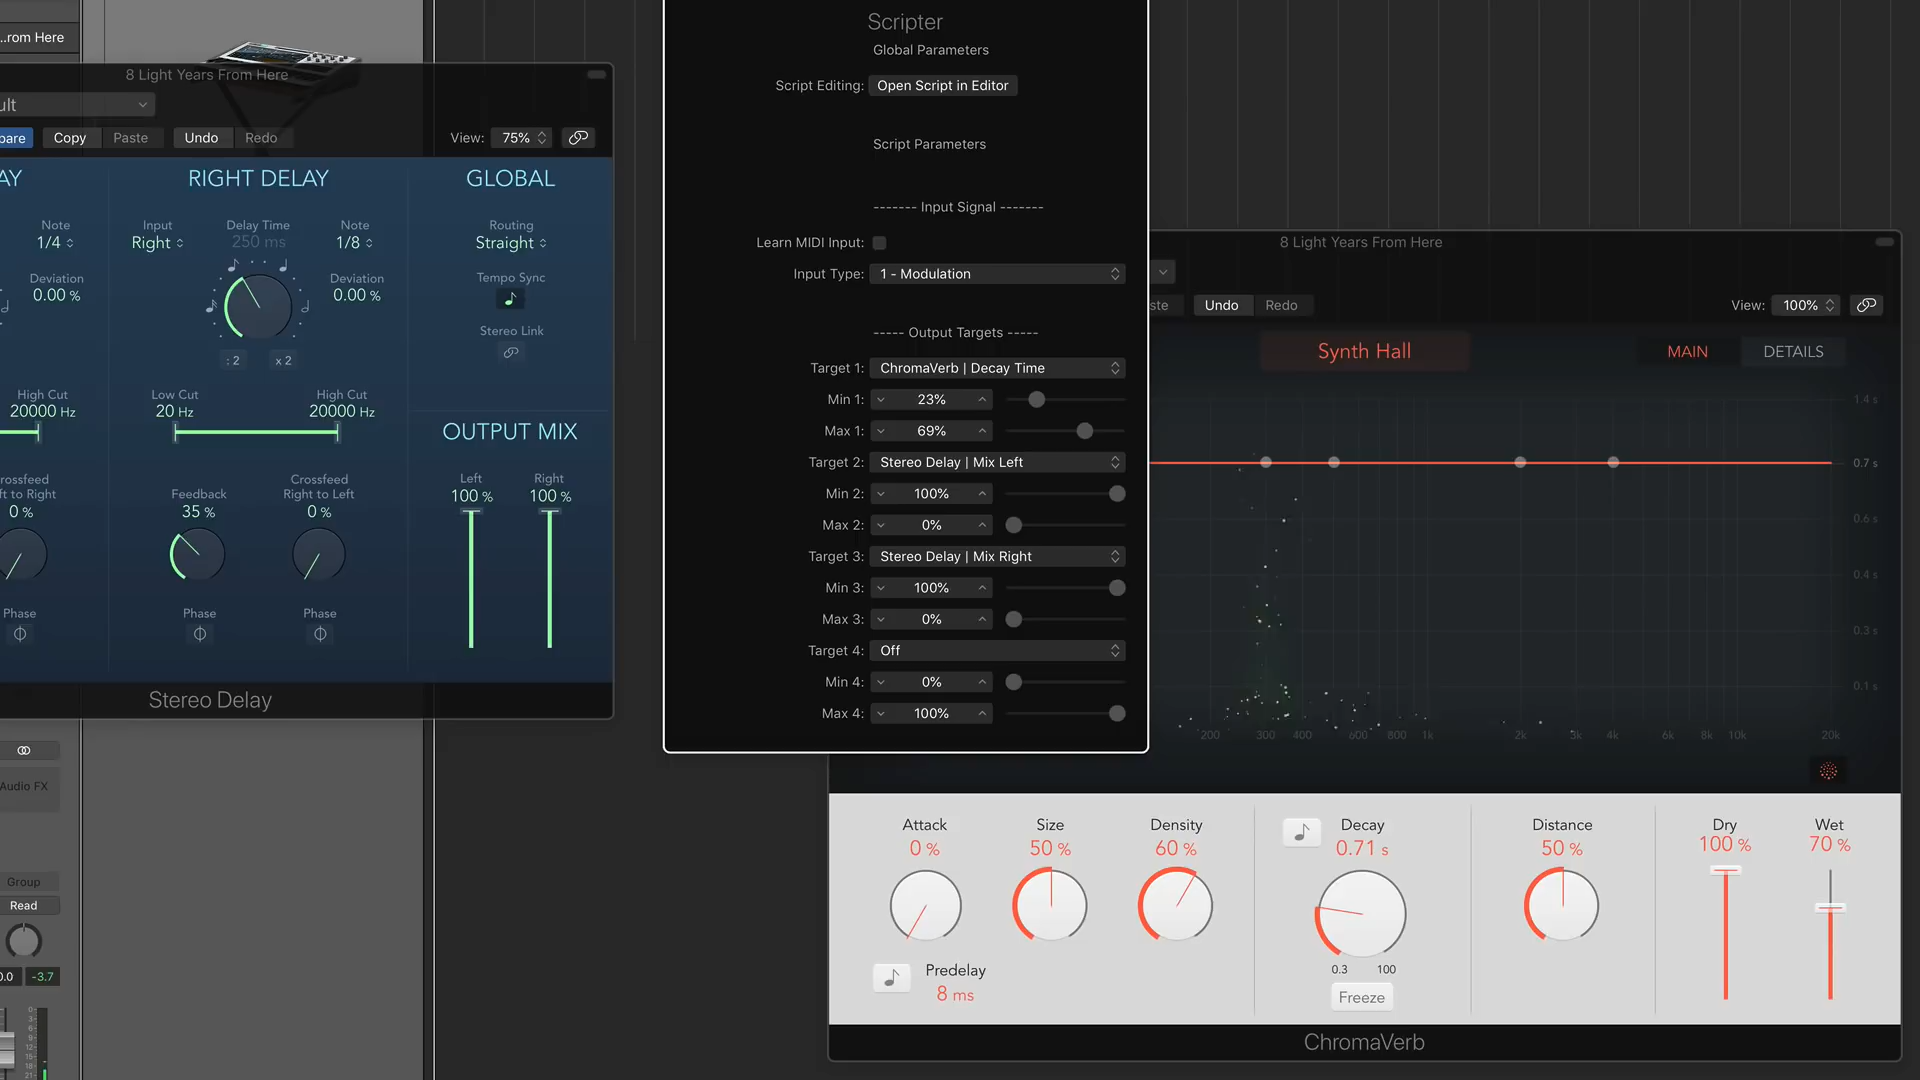 ...rom Here
8 Light Years From Here
ult
pare
Copy
Paste
Undo
Redo
View:
75%
AY
RIGHT DELAY
GLOBAL
Note
1/4
Input
Right
Delay Time
250 ms
Note
1/8
Routing
Straight
Deviation
0.00 %
Deviation
0.00 %
Tempo Sync
Stereo Link
: 2
x 2
High Cut
20000 Hz
Low Cut
20 Hz
High Cut
20000 Hz
OUTPUT MIX
rossfeed
ft to Right
0 %
Feedback
35 %
Crossfeed
Right to Left
0 %
Left
100 %
Right
100 %
Phase
Phase
Phase
Stereo Delay
Audio FX
Group
Read
0.0
-3.7
0
3
6
9
12
15
18
21
Scripter
Global Parameters
Script Editing:
Open Script in Editor
Script Parameters
------- Input Signal -------
Learn MIDI Input:
Input Type:
1 - Modulation
----- Output Targets -----
Target 1:
ChromaVerb | Decay Time
Min 1:
23%
Max 1:
69%
Target 2:
Stereo Delay | Mix Left
Min 2:
100%
Max 2:
0%
Target 3:
Stereo Delay | Mix Right
Min 3:
100%
Max 3:
0%
Target 4:
Off
Min 4:
0%
Max 4:
100%
8 Light Years From Here
ste
Undo
Redo
View:
100%
Synth Hall
MAIN
DETAILS
1.4 s
0.7 s
0.6 s
0.4 s
0.3 s
0.1 s
200
300
400
600
800
1k
2k
3k
4k
6k
8k
10k
20k
Attack
0 %
Size
50 %
Density
60 %
Decay
0.71 s
Distance
50 %
Dry
100 %
Wet
70 %
0.3
100
Predelay
8 ms
Freeze
ChromaVerb